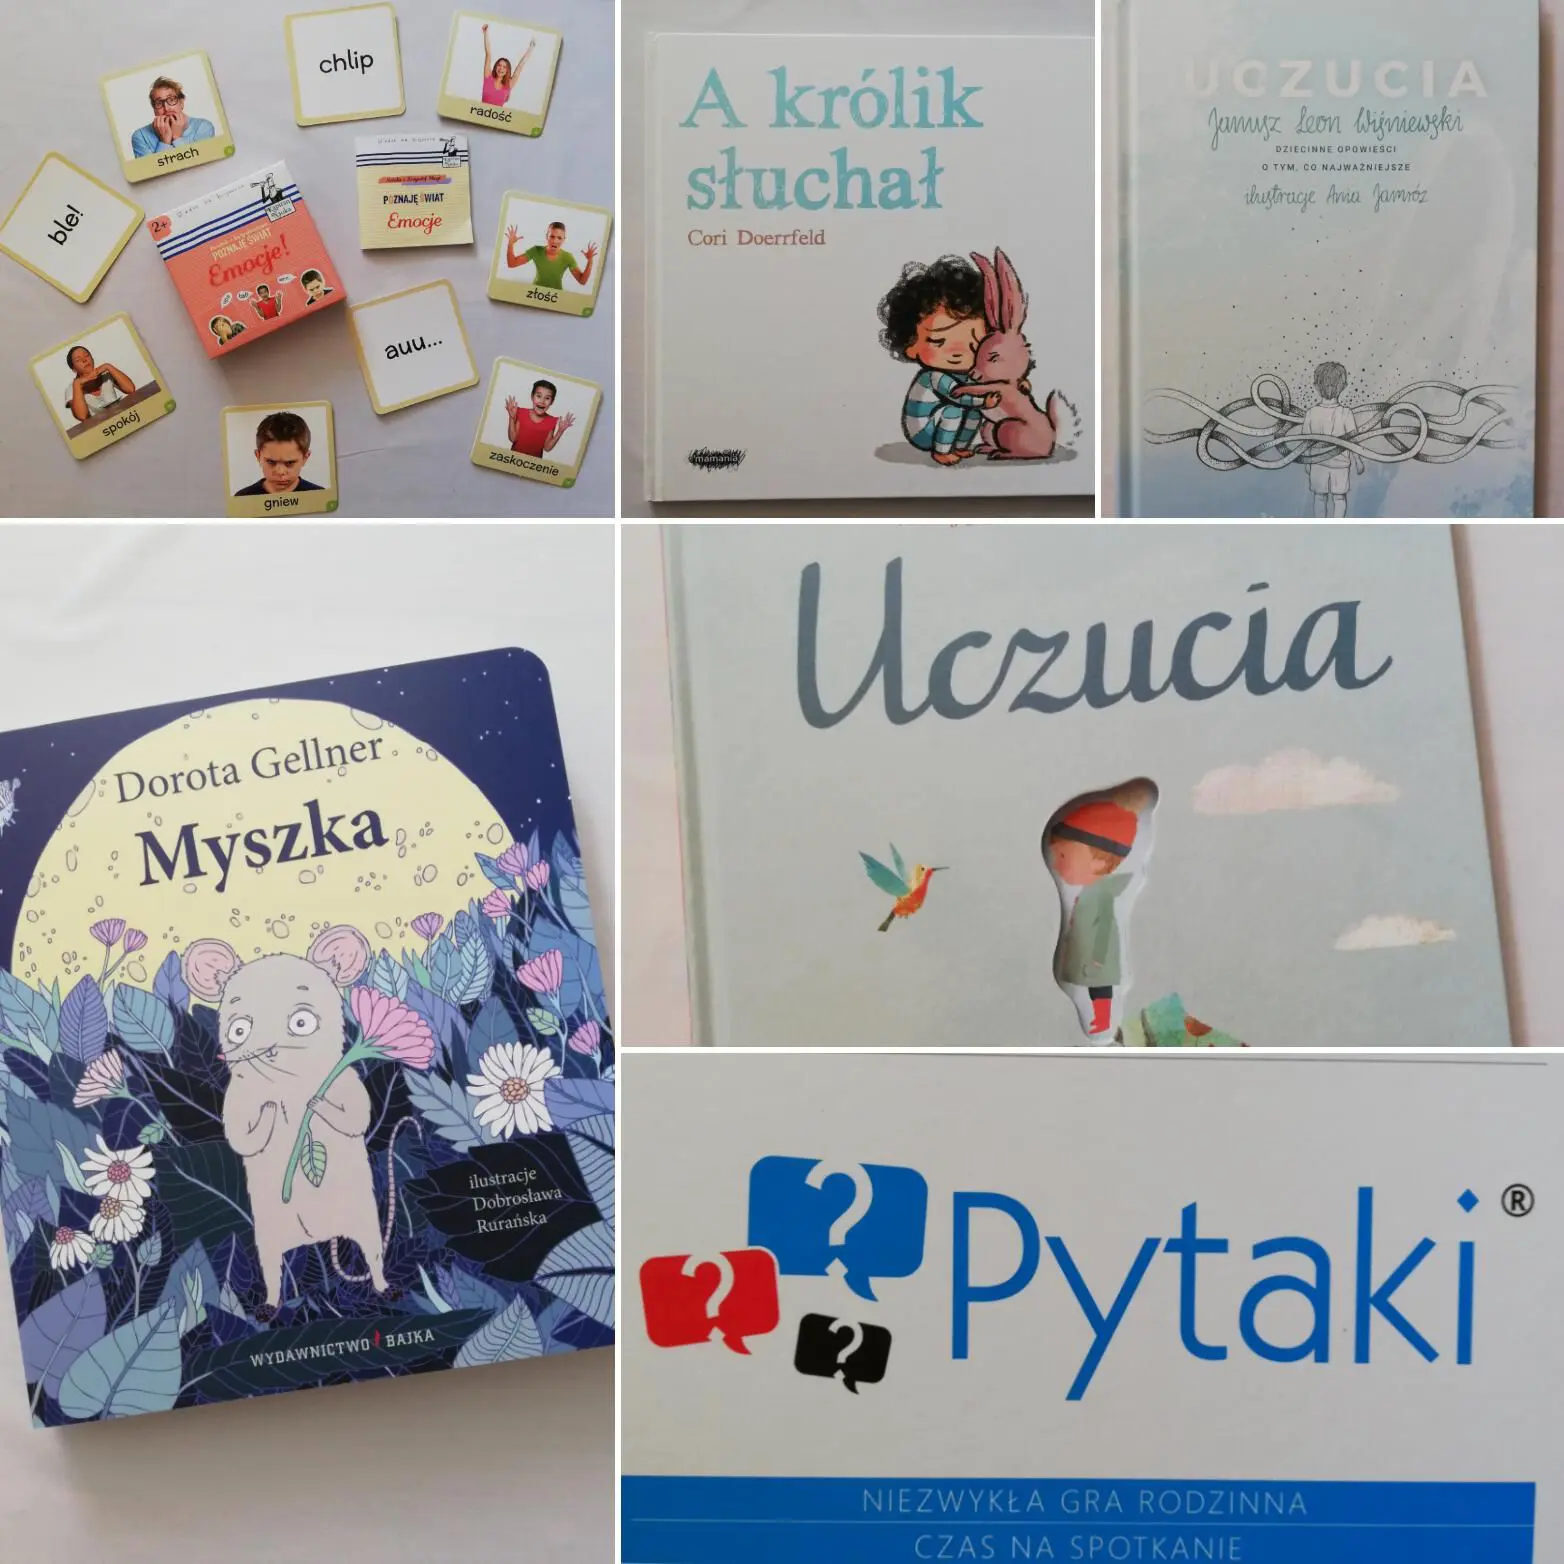 chlip
strach
radość
ble!
2+
POZNAJĘ ŚWIAT
Emocje!
Kapitan Nauka
POZNAJĘ ŚWIAT
Emocje
złość
auu...
spokój
gniew
zaskoczenie
A królik
słuchał
Cori Doerrfeld
mamania
UCZUCIA
Janusz Leon Wiśniewski
DZIECINNE OPOWIEŚCI
O TYM, CO NAJWAŻNIEJSZE
ilustracje Ania Jamróz
Dorota Gellner
Myszka
ilustracje
Dobrosława
Rurańska
WYDAWNICTWO BAJKA
Uczucia
? ? ?
Pytaki®
NIEZWYKŁA GRA RODZINNA
CZAS NA SPOTKANIE